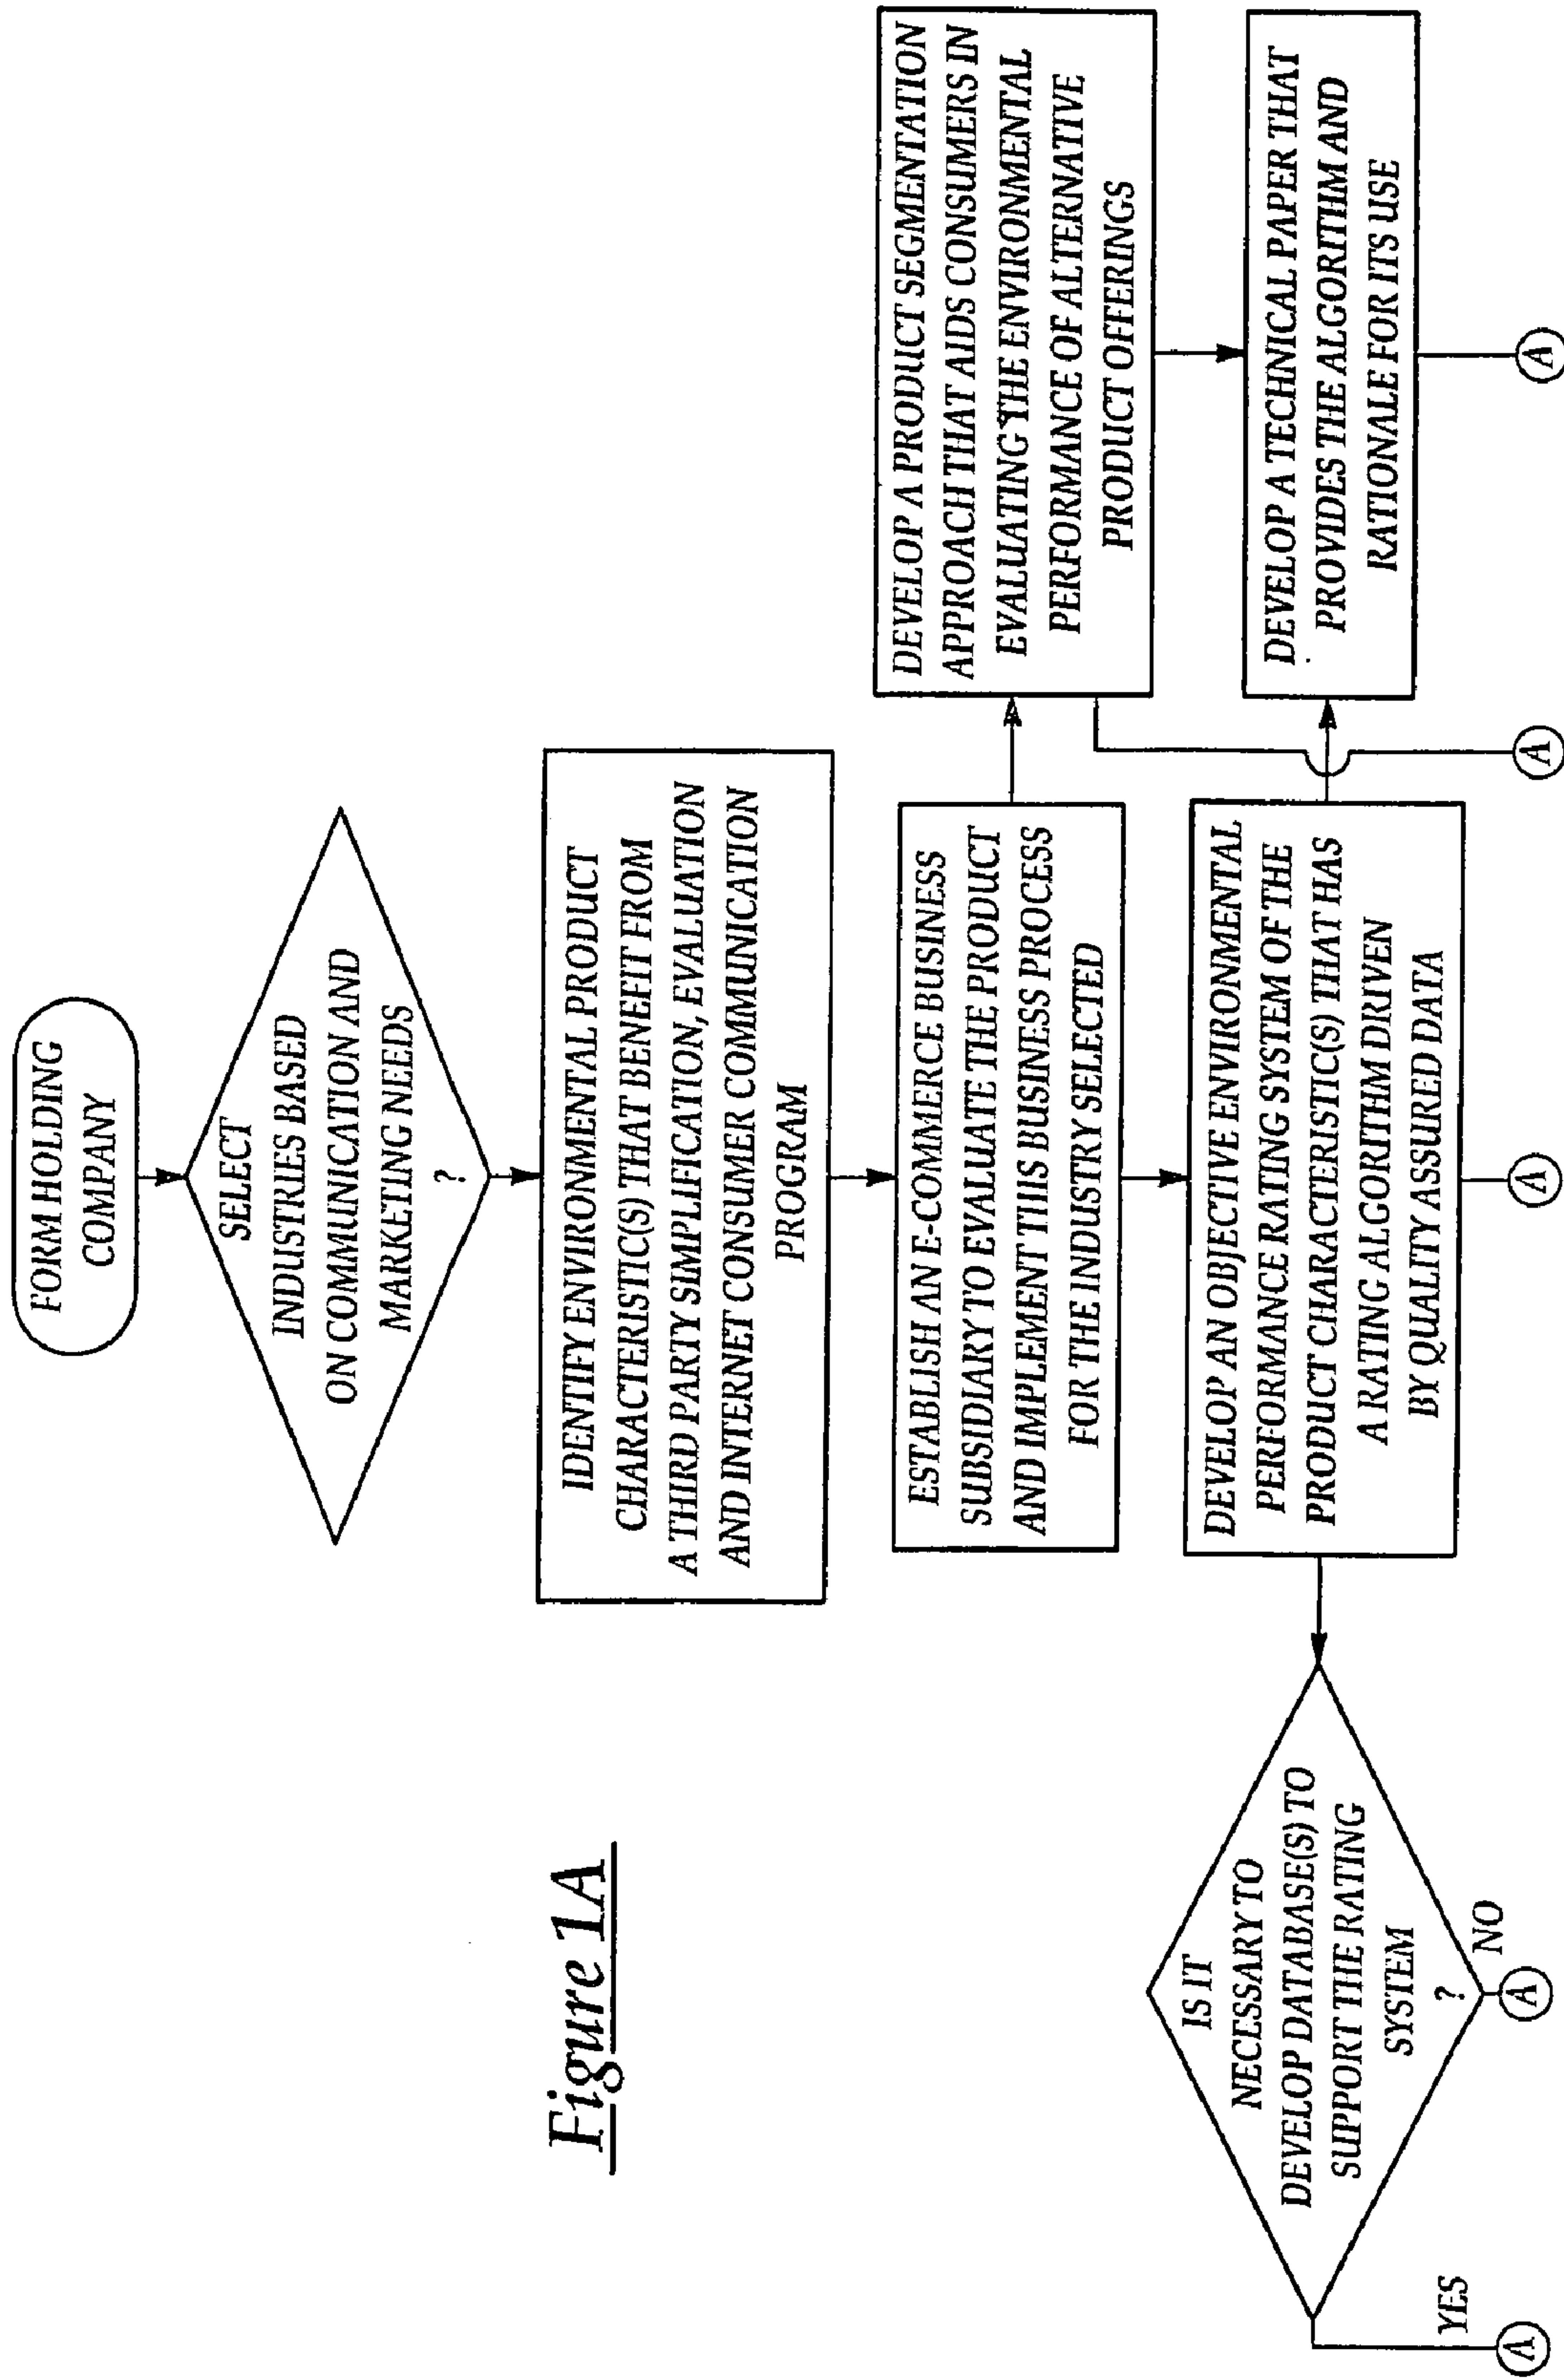 FORM HOLDING
COMPANY
SELECT
INDUSTRIES BASED
ON COMMUNICATION AND
MARKETING NEEDS
?
IDENTIFY ENVIRONMENTAL PRODUCT
CHARACTERISTIC(S) THAT BENEFIT FROM
A THIRD PARTY SIMPLIFICATION, EVALUATION
AND INTERNET CONSUMER COMMUNICATION
PROGRAM
ESTABLISH AN E-COMMERCE BUSINESS
SUBSIDIARY TO EVALUATE THE PRODUCT
AND IMPLEMENT THIS BUSINESS PROCESS
FOR THE INDUSTRY SELECTED
DEVELOP A PRODUCT SEGMENTATION
APPROACH THAT AIDS CONSUMERS IN
EVALUATING THE ENVIRONMENTAL
PERFORMANCE OF ALTERNATIVE
PRODUCT OFFERINGS
DEVELOP AN OBJECTIVE ENVIRONMENTAL
PERFORMANCE RATING SYSTEM OF THE
PRODUCT CHARACTERISTIC(S) THAT HAS
A RATING ALGORITHM DRIVEN
BY QUALITY ASSURED DATA
DEVELOP A TECHNICAL PAPER THAT
PROVIDES THE ALGORITHM AND
RATIONALE FOR ITS USE
IS IT
NECESSARY TO
DEVELOP DATABASE(S) TO
SUPPORT THE RATING
SYSTEM
?
YES
NO
A
A
A
A
A
Figure 1A